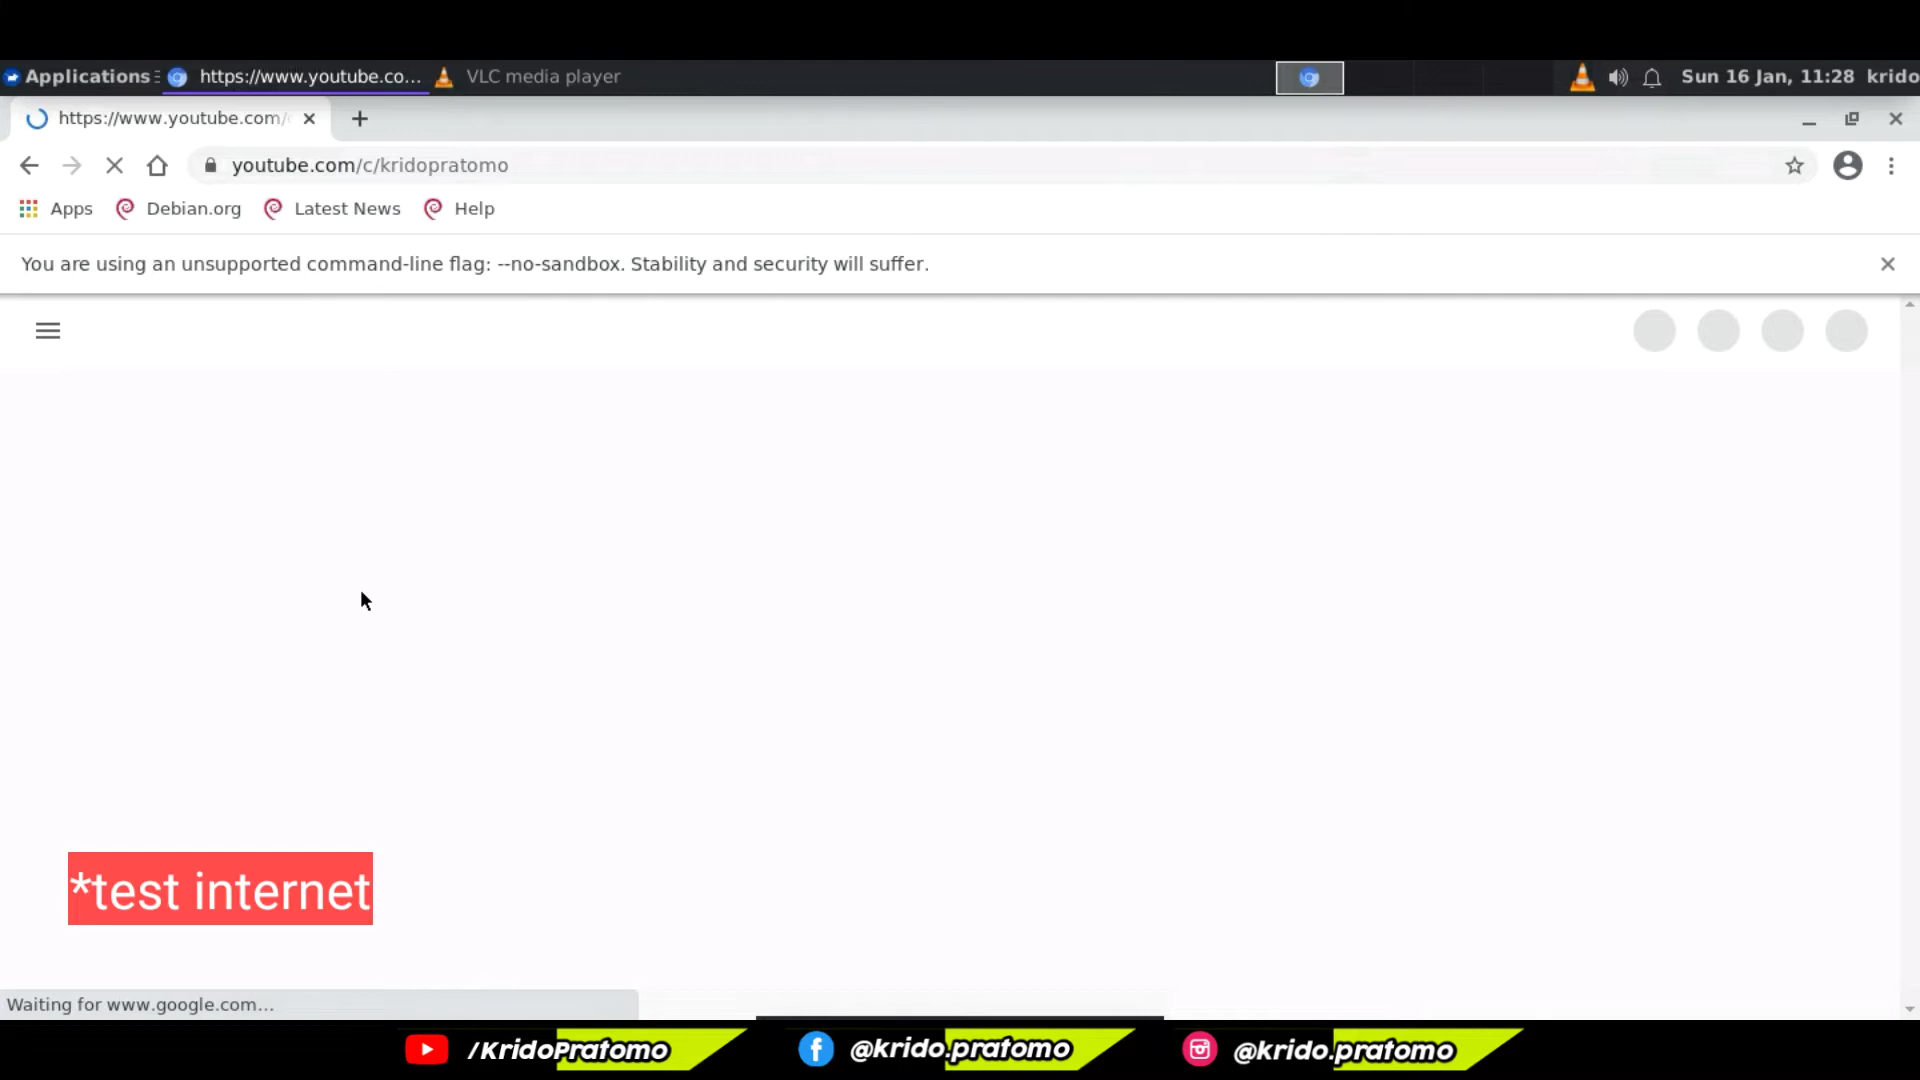 Applications https://www.youtube.co... VLC media player Sun 16 Jan, 11:28 krido
https://www.youtube.com/
youtube.com/c/kridopratomo
Apps Debian.org Latest News Help
You are using an unsupported command-line flag: --no-sandbox. Stability and security will suffer.
*test internet
Waiting for www.google.com...
/KridoPratomo @krido.pratomo @krido.pratomo